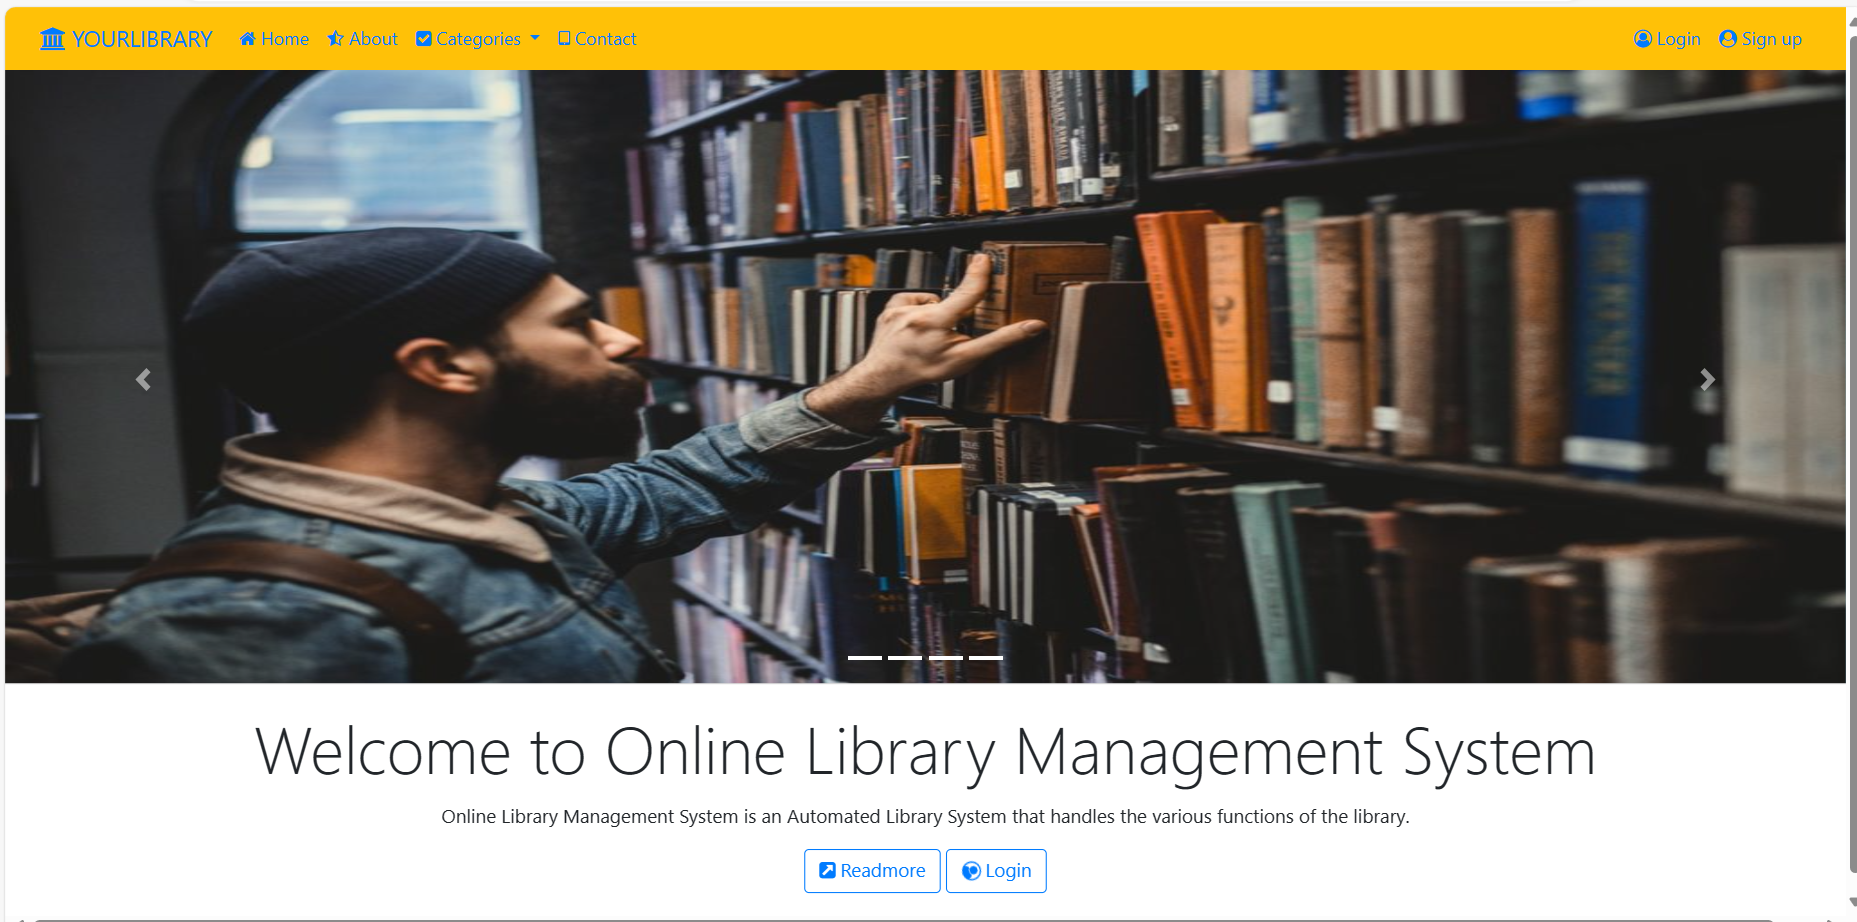 YOURLIBRARY Home About Categories Contact Login Sign up
Welcome to Online Library Management System
Online Library Management System is an Automated Library System that handles the various functions of the library.
Readmore Login